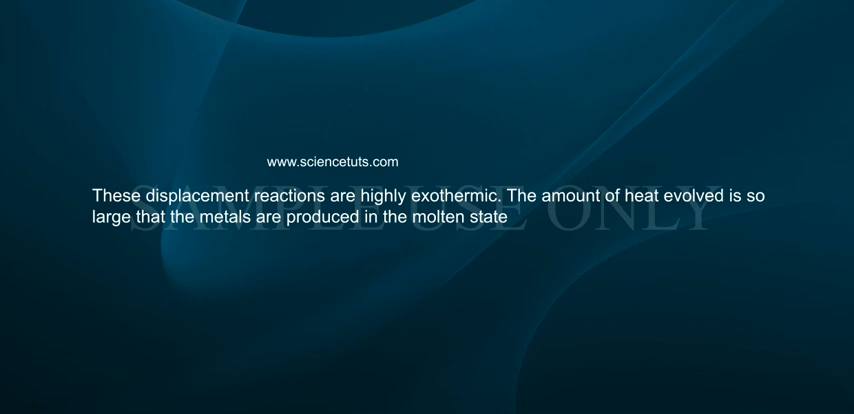 www.sciencetuts.com
These displacement reactions are highly exothermic. The amount of heat evolved is so
large that the metals are produced in the molten state
SAMPLE USE ONLY